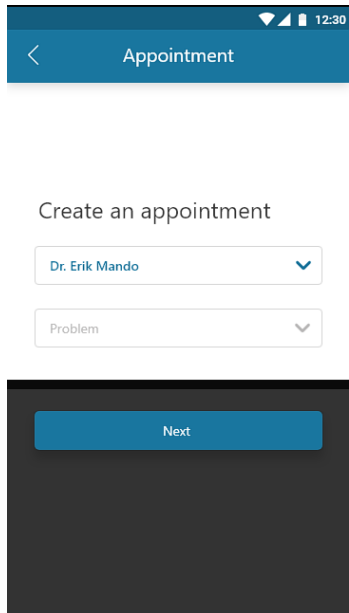 12:30
Appointment
Create an appointment
Dr. Erik Mando
Problem
Next